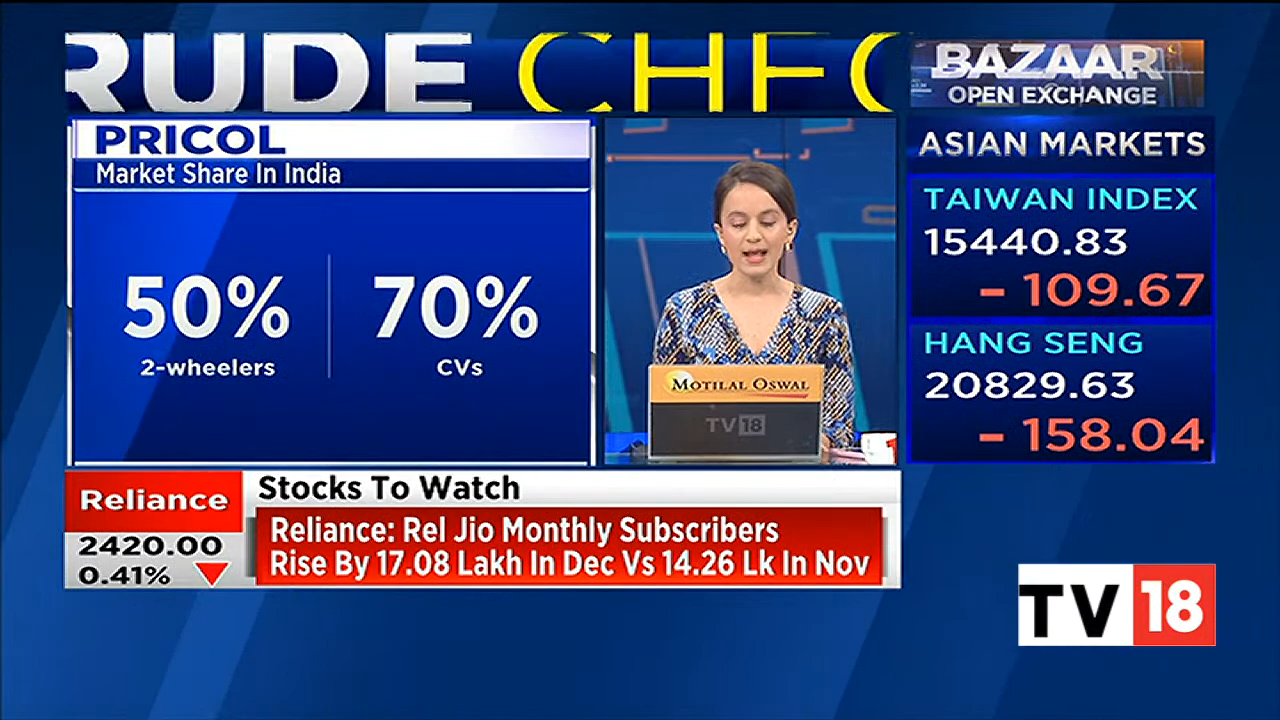 RUDE CHEC
BAZAAR
OPEN EXCHANGE
PRICOL
Market Share In India
50%
2-wheelers
70%
CVs
MOTILAL OSWAL
TV18
ASIAN MARKETS
TAIWAN INDEX
15440.83
- 109.67
HANG SENG
20829.63
- 158.04
Reliance
2420.00
0.41%
Stocks To Watch
Reliance: Rel Jio Monthly Subscribers
Rise By 17.08 Lakh In Dec Vs 14.26 Lk In Nov
TV18